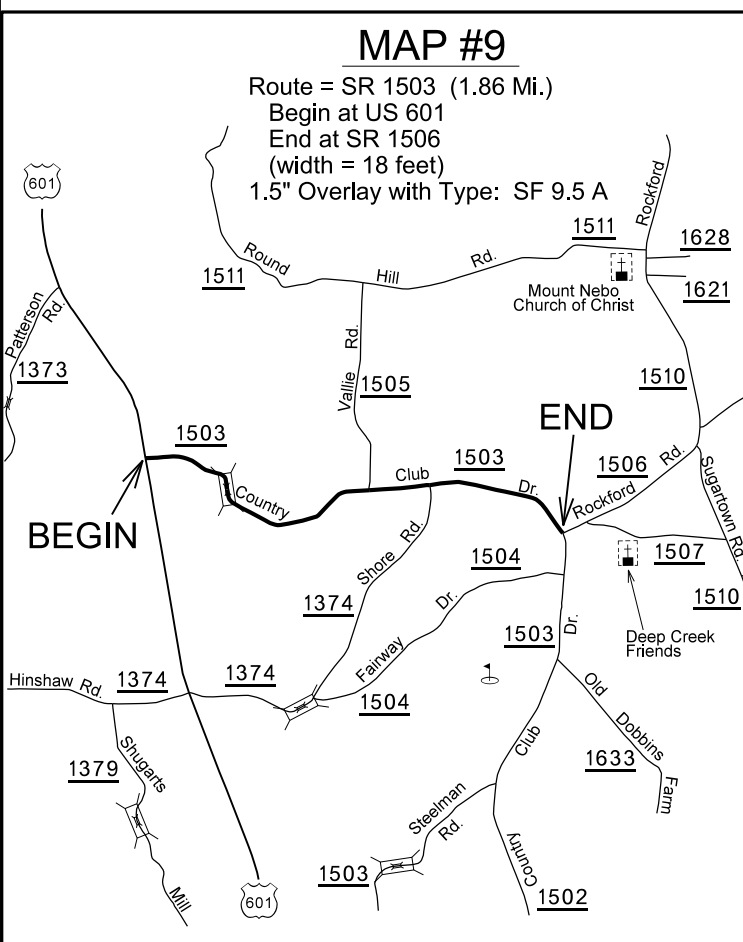 MAP #9
Route = SR 1503 (1.86 Mi.)
Begin at US 601
End at SR 1506
(width = 18 feet)
1.5" Overlay with Type: SF 9.5 A
601
Rockford
1511
1628
Round
Hill
Rd.
1511
Mount Nebo
Church of Christ
1621
Patterson
Rd.
1373
Vallie
Rd.
1505
1510
END
1503
1503
Club
Country
Dr.
1506
Rockford
Rd.
Sugartown Rd.
BEGIN
Shore
Rd.
1504
1507
1374
Dr.
Fairway
1510
1503
Dr.
Deep Creek
Friends
Hinshaw
Rd.
1374
1374
1504
Old
Dobbins
Farm
1633
Shugarts
1379
Mill
Club
Country
Steelman
Rd.
1503
1502
601